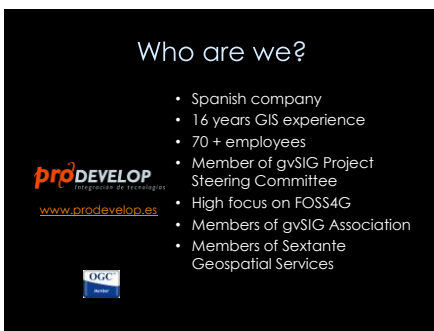 Who are we?
• Spanish company
• 16 years GIS experience
• 70 + employees
• Member of gvSIG Project
Steering Committee
• High focus on FOSS4G
• Members of gvSIG Association
• Members of Sextante
Geospatial Services
proDEVELOP
Integración de tecnologías
www.prodevelop.es
OGC
Member